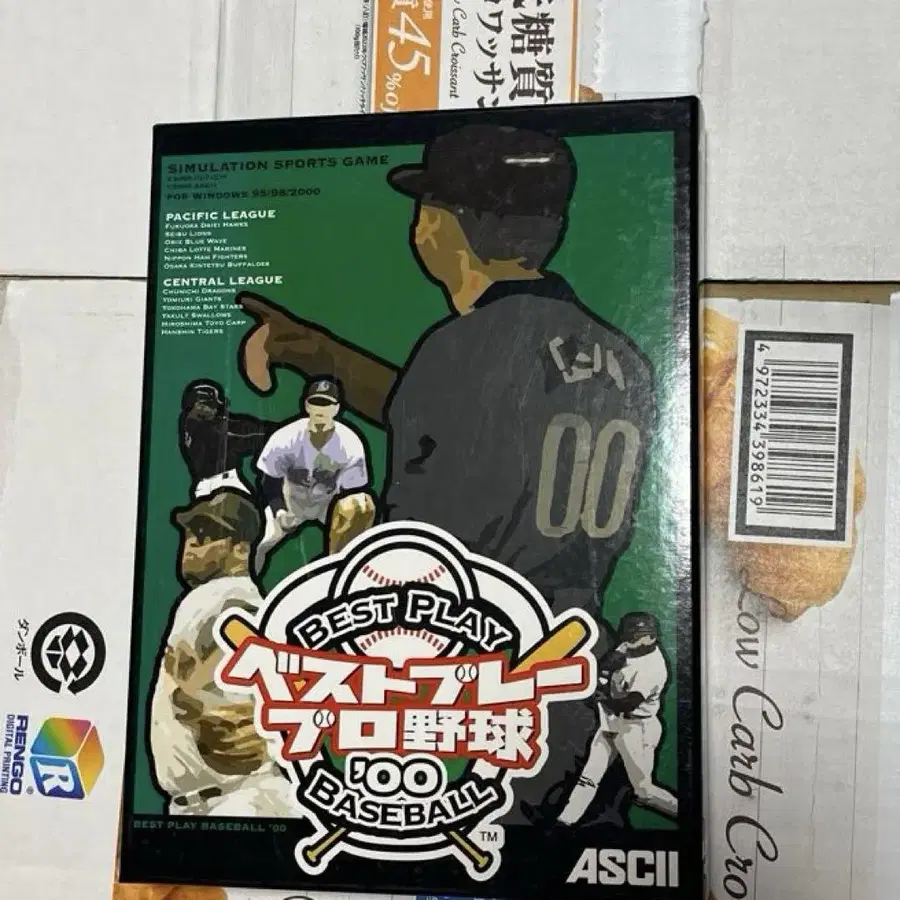 45%
Carb Croissant
糖質
SIMULATION SPORTS GAME
FOR WINDOWS 95/98/2000
PACIFIC LEAGUE
FUKUOKA DAIEI HAWKS
SEIBU LIONS
ORIX BLUE WAVE
CHIBA LOTTE MARINES
NIPPON HAM FIGHTERS
OSAKA KINTETSU BUFFALOES
CENTRAL LEAGUE
CHUNICHI DRAGONS
YOMIURI GIANTS
YOKOHAMA BAY STARS
YAKULT SWALLOWS
HIROSHIMA TOYO CARP
HANSHIN TIGERS
00
BEST PLAY
ベストプレー
プロ野球
'00
BASEBALL
TM
BEST PLAY BASEBALL '00
ASCII
4 972334 398619
Low Carb Cro
ダンボール
RENGO
DIGITAL PRINTING
R
®